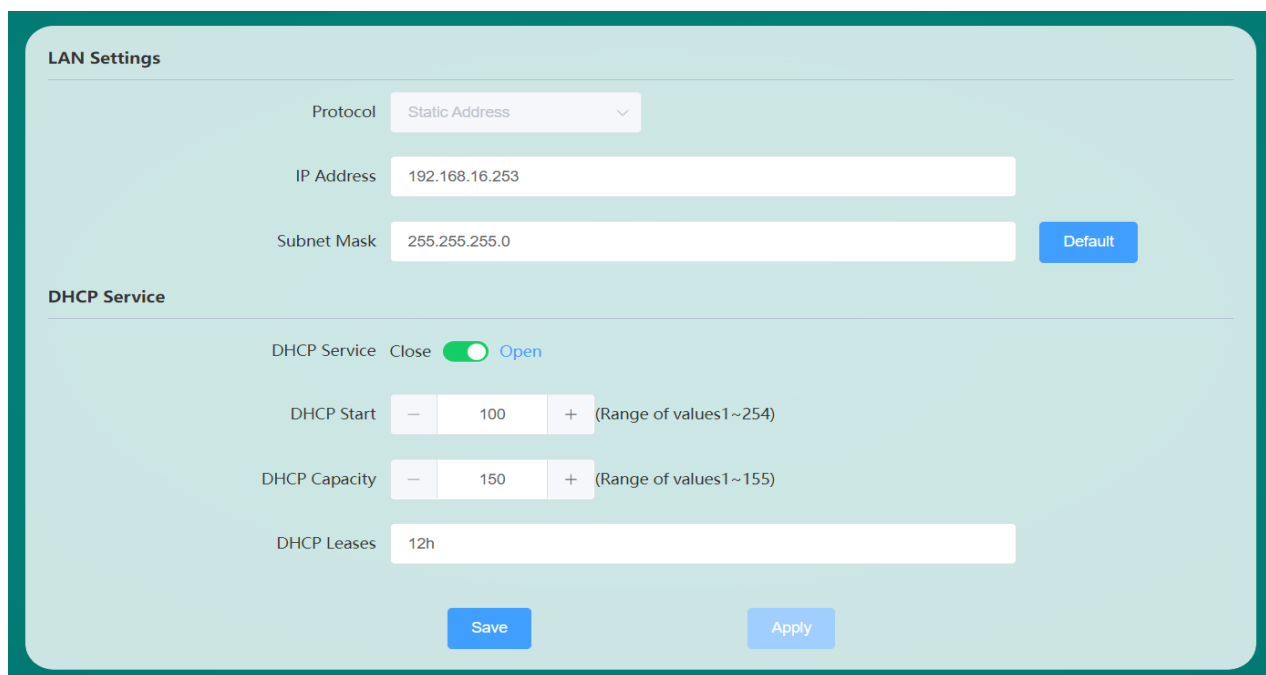 LAN Settings
Protocol Static Address
IP Address 192.168.16.253
Subnet Mask 255.255.255.0 Default
DHCP Service
DHCP Service Close Open
DHCP Start — 100 + (Range of values1~254)
DHCP Capacity — 150 + (Range of values1~155)
DHCP Leases 12h
Save Apply